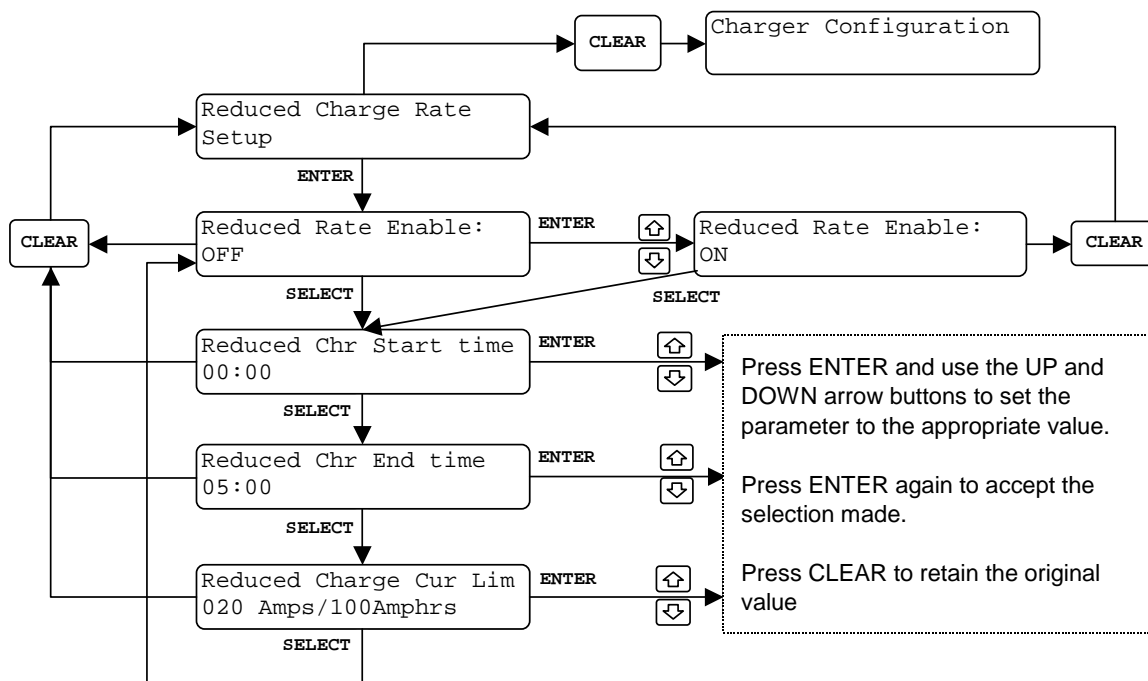 CLEAR
Charger Configuration
Reduced Charge Rate
Setup
ENTER
CLEAR
Reduced Rate Enable:
OFF
ENTER
Reduced Rate Enable:
ON
CLEAR
SELECT
SELECT
Reduced Chr Start time
00:00
ENTER
SELECT
Reduced Chr End time
05:00
ENTER
SELECT
Reduced Charge Cur Lim
020 Amps/100Amphrs
ENTER
SELECT
Press ENTER and use the UP and
DOWN arrow buttons to set the
parameter to the appropriate value.
Press ENTER again to accept the
selection made.
Press CLEAR to retain the original
value